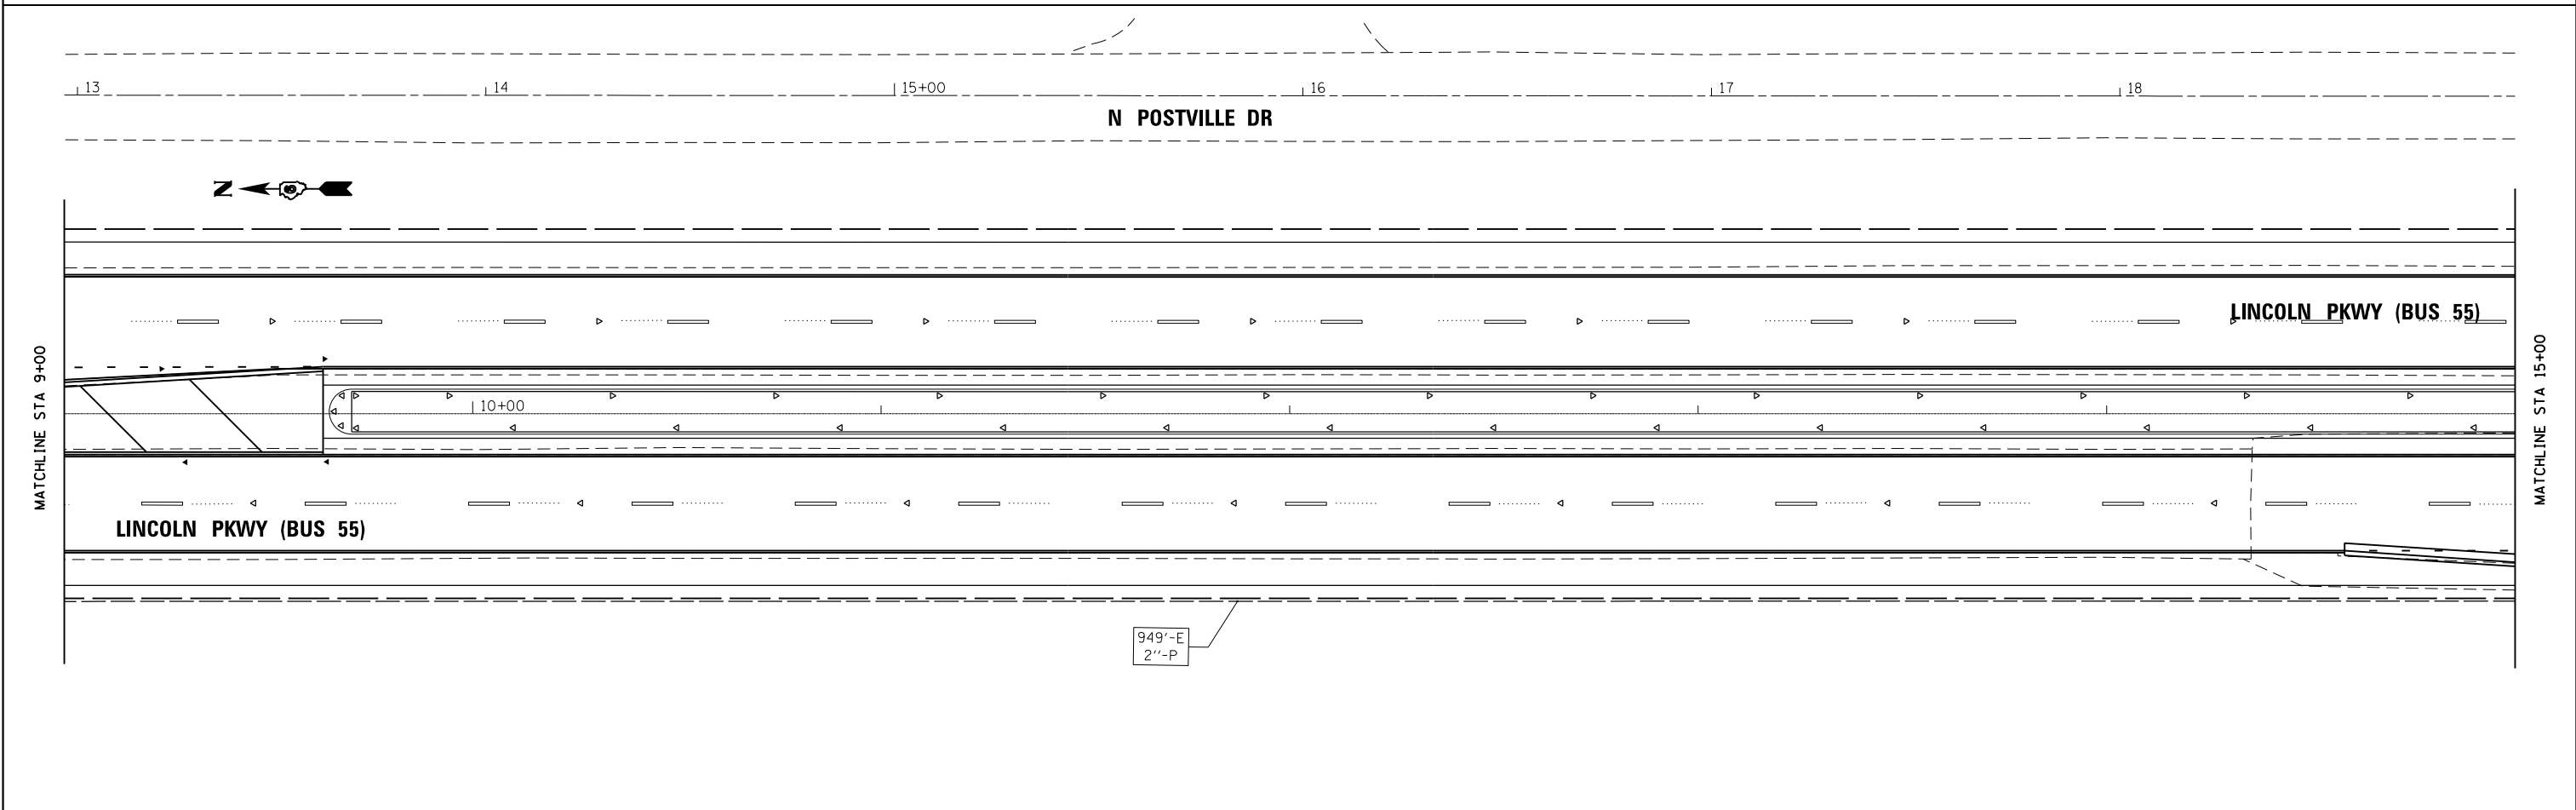 13
14
15+00
16
17
18
N POSTVILLE DR
N
LINCOLN PKWY (BUS 55)
MATCHLINE STA 9+00
MATCHLINE STA 15+00
10+00
LINCOLN PKWY (BUS 55)
949'-E
2''-P